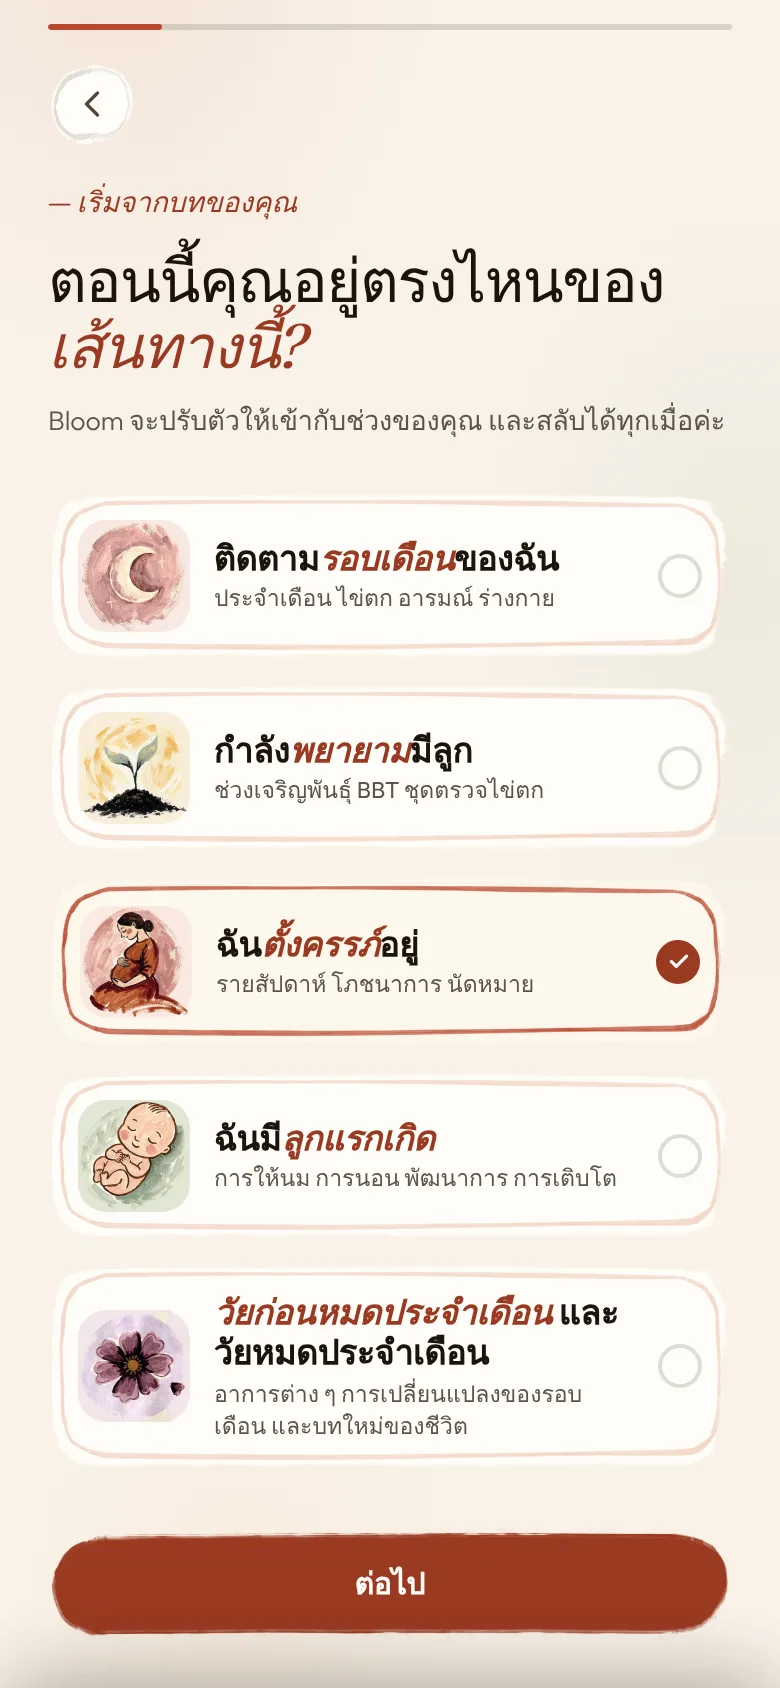 — เริ่มจากบทของคุณ
ตอนนี้คุณอยู่ตรงไหนของ
เส้นทางนี้?
Bloom จะปรับตัวให้เข้ากับช่วงของคุณ และสลับได้ทุกเมื่อค่ะ
ติดตามรอบเดือนของฉัน
ประจำเดือน ไข่ตก อารมณ์ ร่างกาย
กำลังพยายามมีลูก
ช่วงเจริญพันธุ์ BBT ชุดตรวจไข่ตก
ฉันตั้งครรภ์อยู่
รายสัปดาห์ โภชนาการ นัดหมาย
ฉันมีลูกแรกเกิด
การให้นม การนอน พัฒนาการ การเติบโต
วัยก่อนหมดประจำเดือน และ
วัยหมดประจำเดือน
อาการต่าง ๆ การเปลี่ยนแปลงของรอบ
เดือน และบทใหม่ของชีวิต
ต่อไป